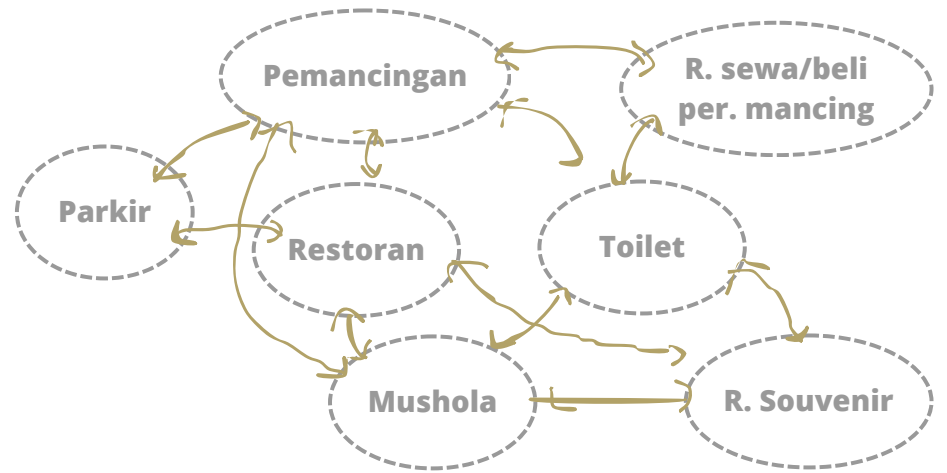 Pemancingan
R. sewa/beli
per. mancing
Parkir
Restoran
Toilet
Mushola
R. Souvenir